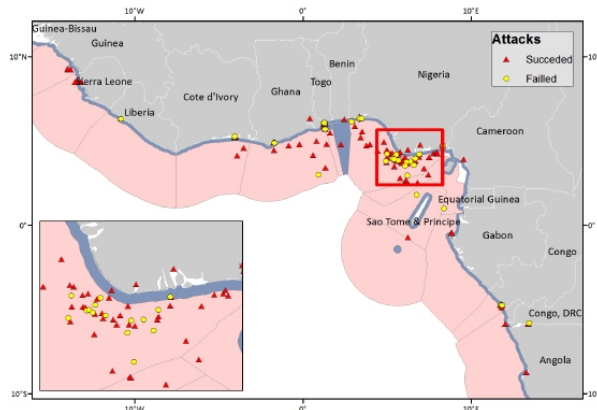 10°W
0°
10°E
Guinea-Bissau
Guinea
10°N
Sierra Leone
Liberia
Cote d'Ivory
Ghana
Togo
Benin
Nigeria
Attacks
Succeded
Failled
Cameroon
Equatorial Guinea
Sao Tome & Principe
0°
Gabon
Congo
Congo, DRC
Angola
10°S
10°W
0°
10°E